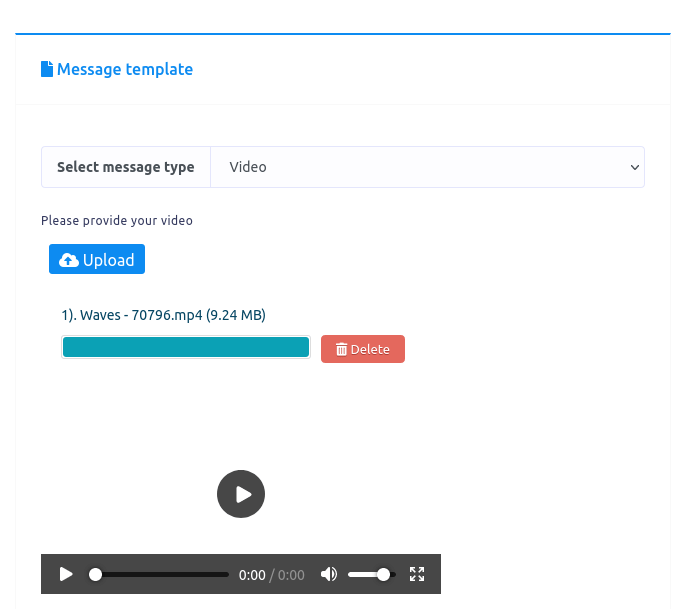 Message template
Select message type Video
Please provide your video
Upload
1). Waves - 70796.mp4 (9.24 MB)
Delete
0:00 / 0:00